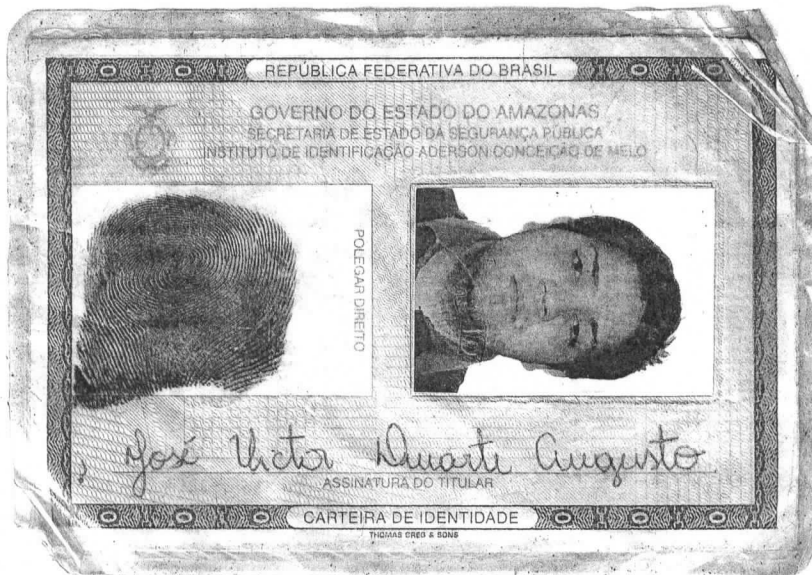 REPÚBLICA FEDERATIVA DO BRASIL
GOVERNO DO ESTADO DO AMAZONAS
SECRETARIA DE ESTADO DA SEGURANÇA PÚBLICA
INSTITUTO DE IDENTIFICAÇÃO ADERSON CONCEIÇÃO DE MELO
POLEGAR DIREITO
José Victor Duarte Augusto
ASSINATURA DO TITULAR
CARTEIRA DE IDENTIDADE
THOMAS GREG & SONS